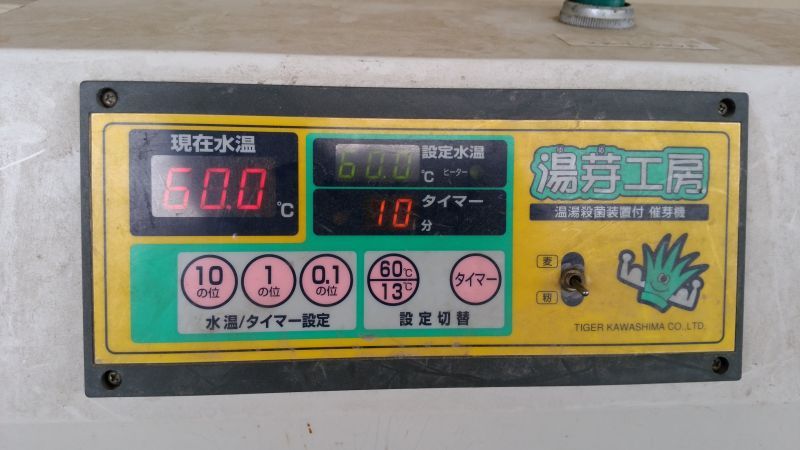 現在水温
60.0 ℃
設定水温
60.0 ℃ ヒーター
タイマー
10 分
10 の位
1 の位
0.1 の位
水温/タイマー設定
60℃
13℃
タイマー
設定切替
ゆめ
湯芽工房
温湯殺菌装置付 催芽機
麦
籾
TIGER KAWASHIMA CO.,LTD.